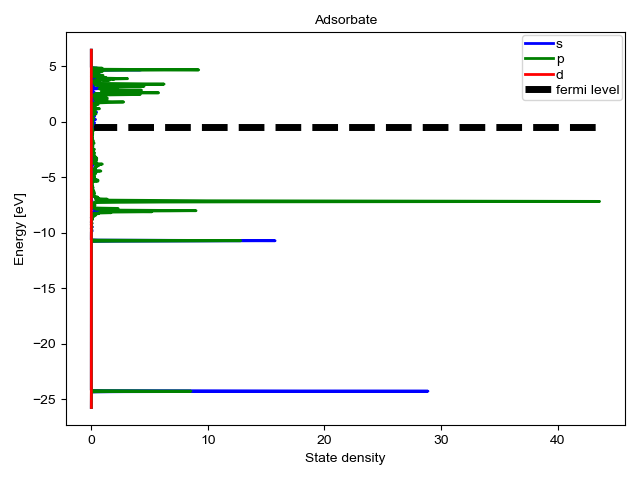 Adsorbate
s
p
d
fermi level
Energy [eV]
5
0
−5
−10
−15
−20
−25
0 10 20 30 40
State density